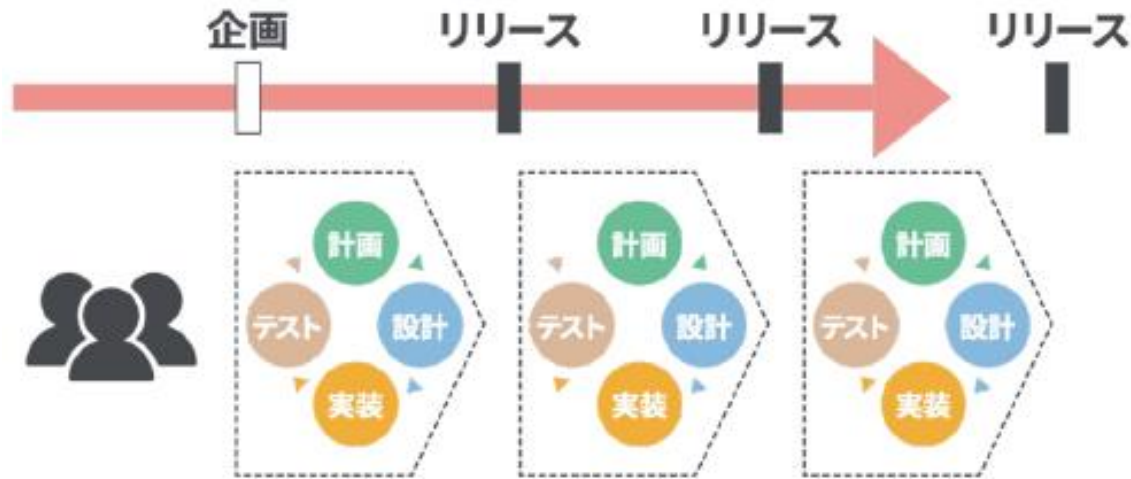 企画 リリース リリース リリース
計画 計画 計画
テスト 設計 テスト 設計 テスト 設計
実装 実装 実装